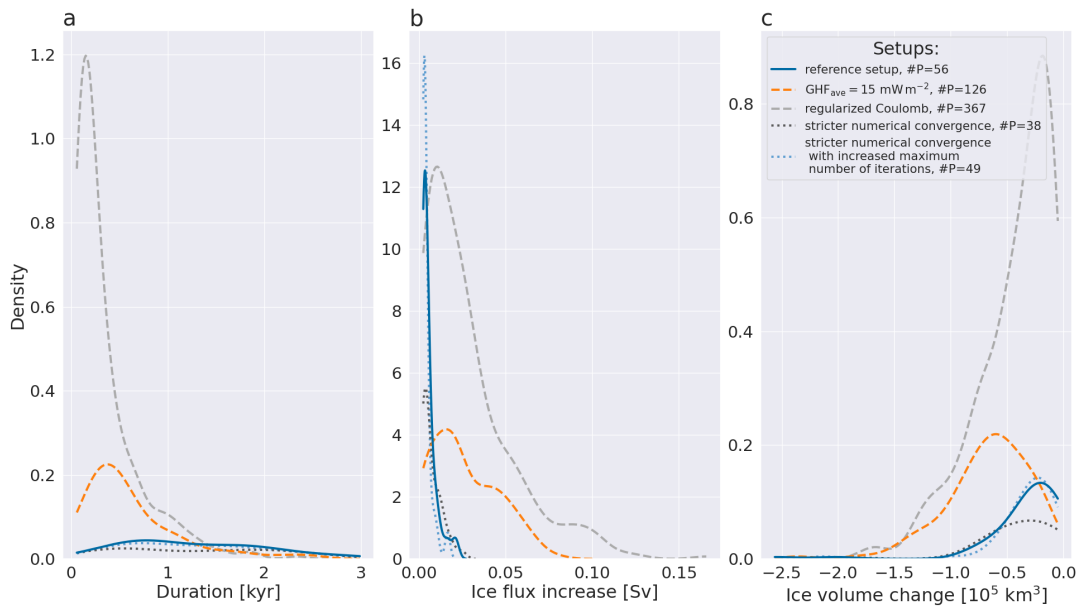 a
b
c
Density
1.2
1.0
0.8
0.6
0.4
0.2
0.0
0
1
2
3
Duration [kyr]
16
14
12
10
8
6
4
2
0
0.00
0.05
0.10
0.15
Ice flux increase [Sv]
Setups:
reference setup, #P=56
GHF_ave = 15 mW m⁻², #P=126
regularized Coulomb, #P=367
stricter numerical convergence, #P=38
stricter numerical convergence
with increased maximum
number of iterations, #P=49
0.8
0.6
0.4
0.2
0.0
−2.5
−2.0
−1.5
−1.0
−0.5
0.0
Ice volume change [10⁵ km³]